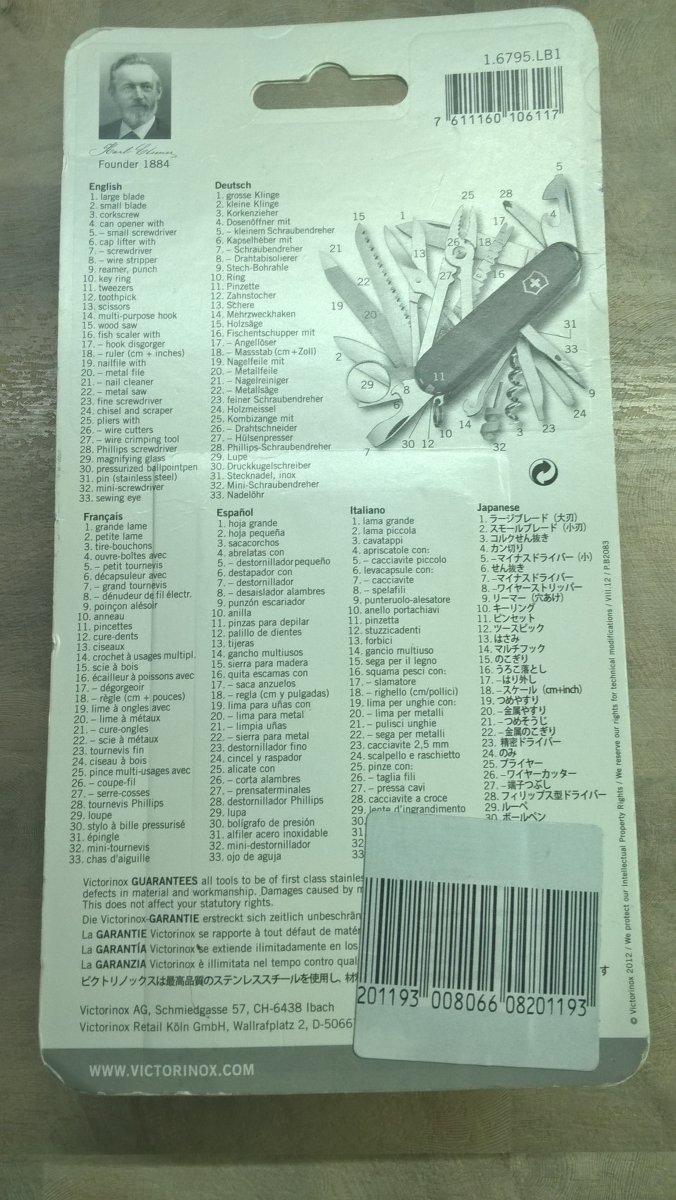 1.6795.LB1
7 611160 106117
Founder 1884
English
1. large blade
2. small blade
3. corkscrew
4. can opener with
5. – small screwdriver
6. cap lifter with
7. – screwdriver
8. – wire stripper
9. reamer, punch
10. key ring
11. tweezers
12. toothpick
13. scissors
14. multi-purpose hook
15. wood saw
16. fish scaler with
17. – hook disgorger
18. – ruler (cm + inches)
19. nailfile with
20. – metal file
21. – nail cleaner
22. – metal saw
23. fine screwdriver
24. chisel and scraper
25. pliers with
26. – wire cutters
27. – wire crimping tool
28. Phillips screwdriver
29. magnifying glass
30. pressurized ballpointpen
31. pin (stainless steel)
32. mini-screwdriver
33. sewing eye
Deutsch
1. grosse Klinge
2. kleine Klinge
3. Korkenzieher
4. Dosenöffner mit
5. – kleinem Schraubendreher
6. Kapselheber mit
7. – Schraubendreher
8. – Drahtabisolierer
9. Stech-Bohrahle
10. Ring
11. Pinzette
12. Zahnstocher
13. Schere
14. Mehrzweckhaken
15. Holzsäge
16. Fischentschupper mit
17. – Angellöser
18. – Massstab (cm+Zoll)
19. Nagelfeile mit
20. – Metallfeile
21. – Nagelreiniger
22. – Metallsäge
23. feiner Schraubendreher
24. Holzmeissel
25. Kombizange mit
26. – Drahtschneider
27. – Hülsenpresser
28. Phillips-Schraubendreher
29. Lupe
30. Druckkugelschreiber
31. Stecknadel, inox
32. Mini-Schraubendreher
33. Nadelöhr
5
25
28
15
1
17
4
21
13
26
18
22
27
16
19
20
31
2
33
11
29
8
9
6
10
14
3
23
24
7
30
12
32
Français
1. grande lame
2. petite lame
3. tire-bouchons
4. ouvre-boîtes avec
5. – petit tournevis
6. décapsuleur avec
7. – grand tournevis
8. – dénudeur de fil électr.
9. poinçon alésoir
10. anneau
11. pincettes
12. cure-dents
13. ciseaux
14. crochet à usages multipl.
15. scie à bois
16. écailleur à poissons avec
17. – dégorgeoir
18. – règle (cm + pouces)
19. lime à ongles avec
20. – lime à métaux
21. – cure-ongles
22. – scie à métaux
23. tournevis fin
24. ciseau à bois
25. pince multi-usages avec
26. – coupe-fil
27. – serre-cosses
28. tournevis Phillips
29. loupe
30. stylo à bille pressurisé
31. épingle
32. mini-tournevis
33. chas d'aiguille
Español
1. hoja grande
2. hoja pequeña
3. sacacorchos
4. abrelatas con
5. – destornillador pequeño
6. destapador con
7. – destornillador
8. – desaislador alambres
9. punzón escariador
10. anilla
11. pinzas para depilar
12. palillo de dientes
13. tijeras
14. gancho multiusos
15. sierra para madera
16. quita escamas con
17. – saca anzuelos
18. – regla (cm y pulgadas)
19. lima para uñas con
20. – lima para metal
21. – limpia uñas
22. – sierra para metal
23. destornillador fino
24. cincel y raspador
25. alicate con
26. – corta alambres
27. – prensaterminales
28. destornillador Phillips
29. lupa
30. bolígrafo de presión
31. alfiler acero inoxidable
32. mini-destornillador
33. ojo de aguja
Italiano
1. lama grande
2. lama piccola
3. cavatappi
4. apriscatole con:
5. – cacciavite piccolo
6. levacapsule con:
7. – cacciavite
8. – spelafili
9. punteruolo-alesatore
10. anello portachiavi
11. pinzetta
12. stuzzicadenti
13. forbici
14. gancio multiuso
15. sega per il legno
16. squama pesci con:
17. – slamatore
18. – righello (cm/pollici)
19. lima per unghie con:
20. – lima per metalli
21. – pulisci unghie
22. – sega per metalli
23. cacciavite 2,5 mm
24. scalpello e raschietto
25. pinze con:
26. – taglia fili
27. – pressa cavi
28. cacciavite a croce
29. lente d'ingrandimento
30
31
32
33
Japanese
1. ラージブレード（大刃）
2. スモールブレード（小刃）
3. コルクせん抜き
4. カン切り
5. –マイナスドライバー（小）
6. せん抜き
7. –マイナスドライバー
8. –ワイヤーストリッパー
9. リーマー（穴あけ）
10. キーリング
11. ピンセット
12. ツースピック
13. はさみ
14. マルチフック
15. のこぎり
16. うろこ落とし
17. –はり外し
18. –スケール（cm+inch）
19. つめやすり
20. –金属やすり
21. –つめそうじ
22. –金属のこぎり
23. 精密ドライバー
24. のみ
25. プライヤー
26. –ワイヤーカッター
27. –端子つぶし
28. フィリップス型ドライバー
29. ルーペ
30. ボールペン
© Victorinox 2012 / We protect our Intellectual Property Rights / We reserve our rights for technical modifications / VIII.12 / P.B2083
Victorinox GUARANTEES all tools to be of first class stainles
defects in material and workmanship. Damages caused by
This does not affect your statutory rights.
Die Victorinox-GARANTIE erstreckt sich zeitlich unbeschrän
La GARANTIE Victorinox se rapporte à tout défaut de maté
La GARANTÍA Victorinox se extiende ilimitadamente en los
La GARANZIA Victorinox è illimitata nel tempo contro qual
ビクトリノックスは最高品質のステンレススチールを使用し、材
す
201193 008066 08201193
Victorinox AG, Schmiedgasse 57, CH-6438 Ibach
Victorinox Retail Köln GmbH, Wallrafplatz 2, D-5066
WWW.VICTORINOX.COM